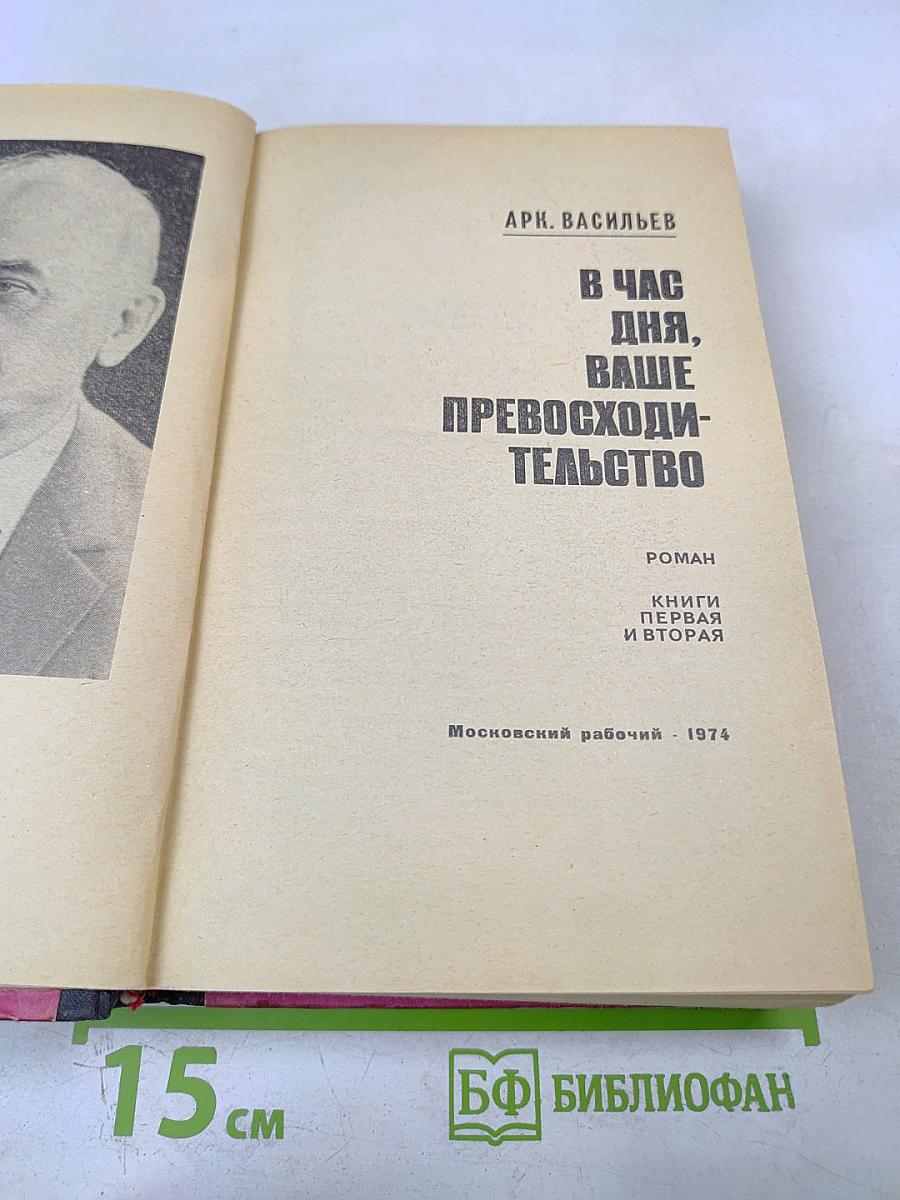 АРК. ВАСИЛЬЕВ
В ЧАС
ДНЯ,
ВАШЕ
ПРЕВОСХОДИ-
ТЕЛЬСТВО
РОМАН
КНИГИ
ПЕРВАЯ
И ВТОРАЯ
Московский рабочий - 1974
15 см
БФ БИБЛИОФАН